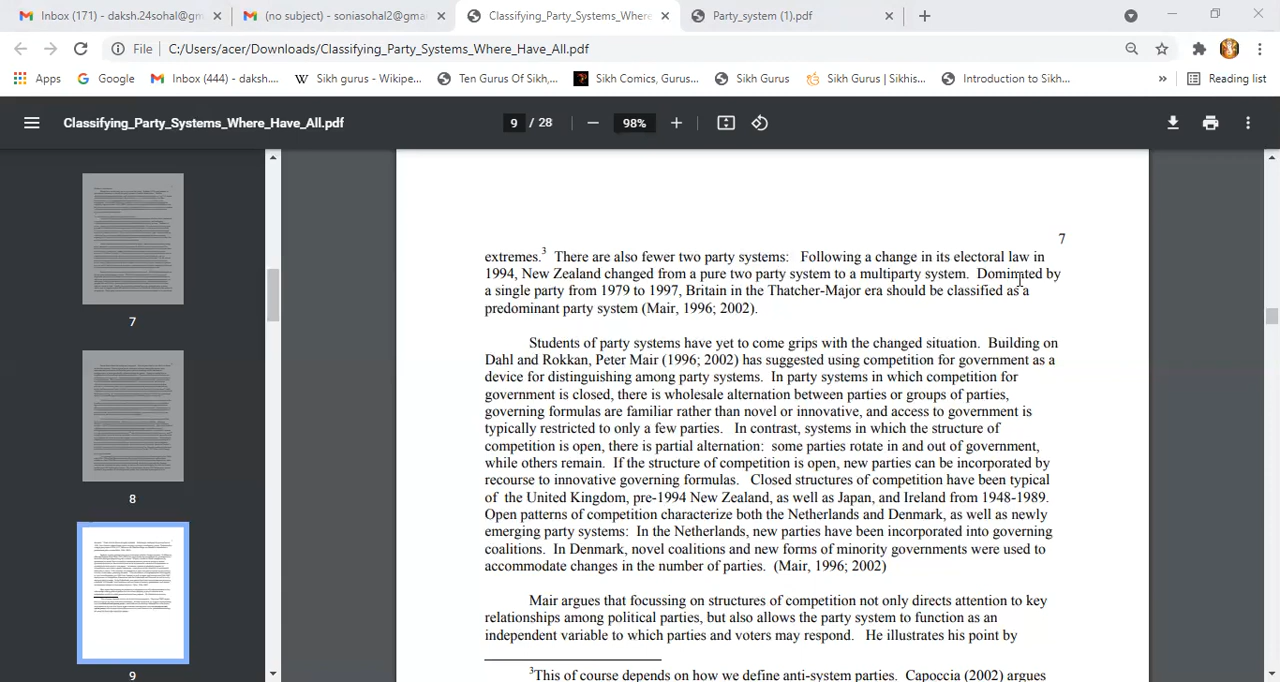 Inbox (171) - daksh.24sohal@gm
(no subject) - soniasohal2@gmai
Classifying_Party_Systems_Where
Party_system (1).pdf
File | C:/Users/acer/Downloads/Classifying_Party_Systems_Where_Have_All.pdf
Apps Google Inbox (444) - daksh.... Sikh gurus - Wikipe... Ten Gurus Of Sikh,... Sikh Comics, Gurus... Sikh Gurus Sikh Gurus | Sikhis... Introduction to Sikh... » Reading list
Classifying_Party_Systems_Where_Have_All.pdf 9 / 28 98%
7
8
9
7
extremes.3 There are also fewer two party systems: Following a change in its electoral law in
1994, New Zealand changed from a pure two party system to a multiparty system. Dominated by
a single party from 1979 to 1997, Britain in the Thatcher-Major era should be classified as a
predominant party system (Mair, 1996; 2002).
Students of party systems have yet to come grips with the changed situation. Building on
Dahl and Rokkan, Peter Mair (1996; 2002) has suggested using competition for government as a
device for distinguishing among party systems. In party systems in which competition for
government is closed, there is wholesale alternation between parties or groups of parties,
governing formulas are familiar rather than novel or innovative, and access to government is
typically restricted to only a few parties. In contrast, systems in which the structure of
competition is open, there is partial alternation: some parties rotate in and out of government,
while others remain. If the structure of competition is open, new parties can be incorporated by
recourse to innovative governing formulas. Closed structures of competition have been typical
of the United Kingdom, pre-1994 New Zealand, as well as Japan, and Ireland from 1948-1989.
Open patterns of competition characterize both the Netherlands and Denmark, as well as newly
emerging party systems: In the Netherlands, new parties have been incorporated into governing
Denmark, novel coalitions and new forms minority governments were used to
accommodate changes in the number of parties. (Mair, 1996; 2002)
argues that focussing on structures of competition not only directs attention to key
relationships among political parties, but also allows the party system to function as an
independent variable to which parties and voters may respond. He illustrates his point by
3This of course depends on how we define anti-system parties. Capoccia (2002) argues